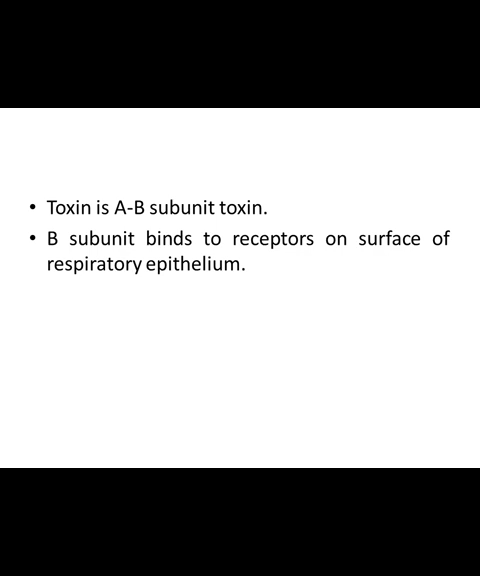 • Toxin is A-B subunit toxin.
• B subunit binds to receptors on surface of
respiratory epithelium.